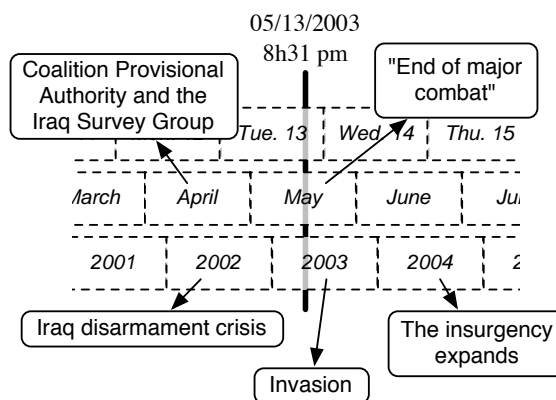 05/13/2003
8h31 pm
Coalition Provisional
Authority and the
Iraq Survey Group
"End of major
combat"
Tue. 13 Wed. 14 Thu. 15
March April May June
2001 2002 2003 2004
Iraq disarmament crisis
The insurgency
expands
Invasion